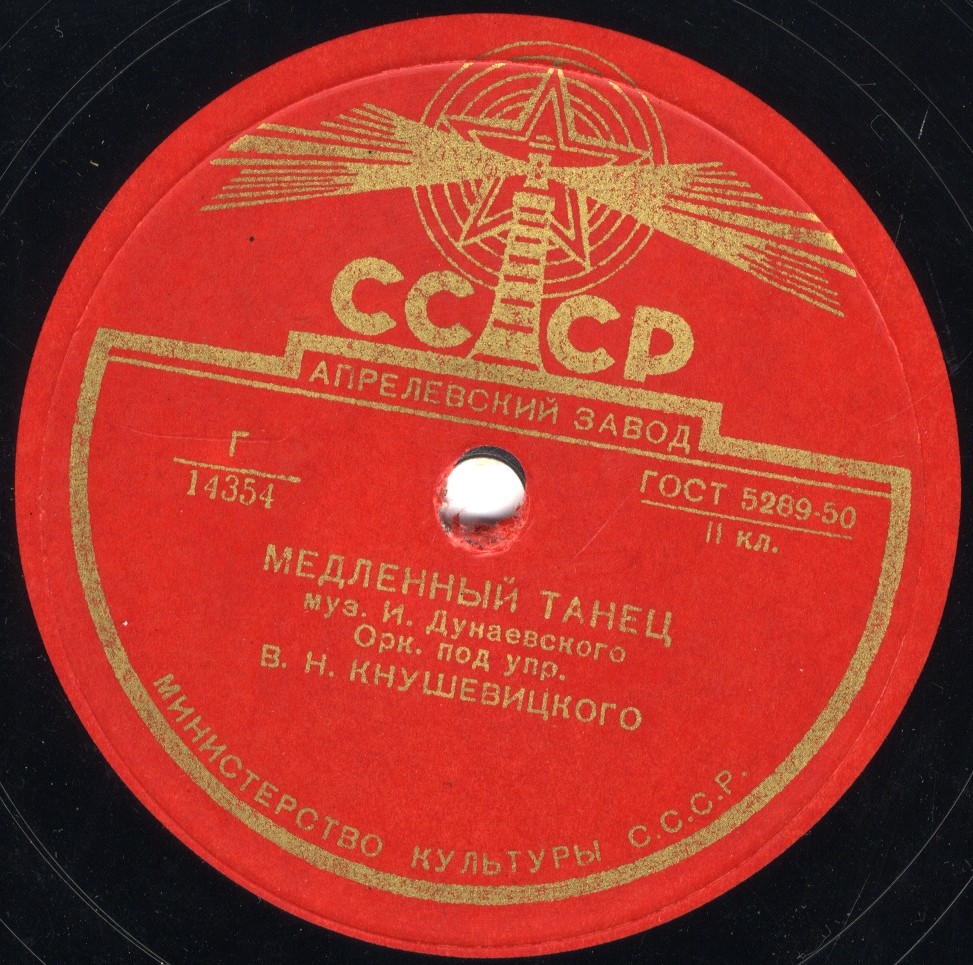 СССР
АПРЕЛЕВСКИЙ ЗАВОД
Г
14354
ГОСТ 5289-50
II кл.
МЕДЛЕННЫЙ ТАНЕЦ
муз. И. Дунаевского
Орк. под упр.
В. Н. КНУШЕВИЦКОГО
МИНИСТЕРСТВО КУЛЬТУРЫ С.С.С.Р.